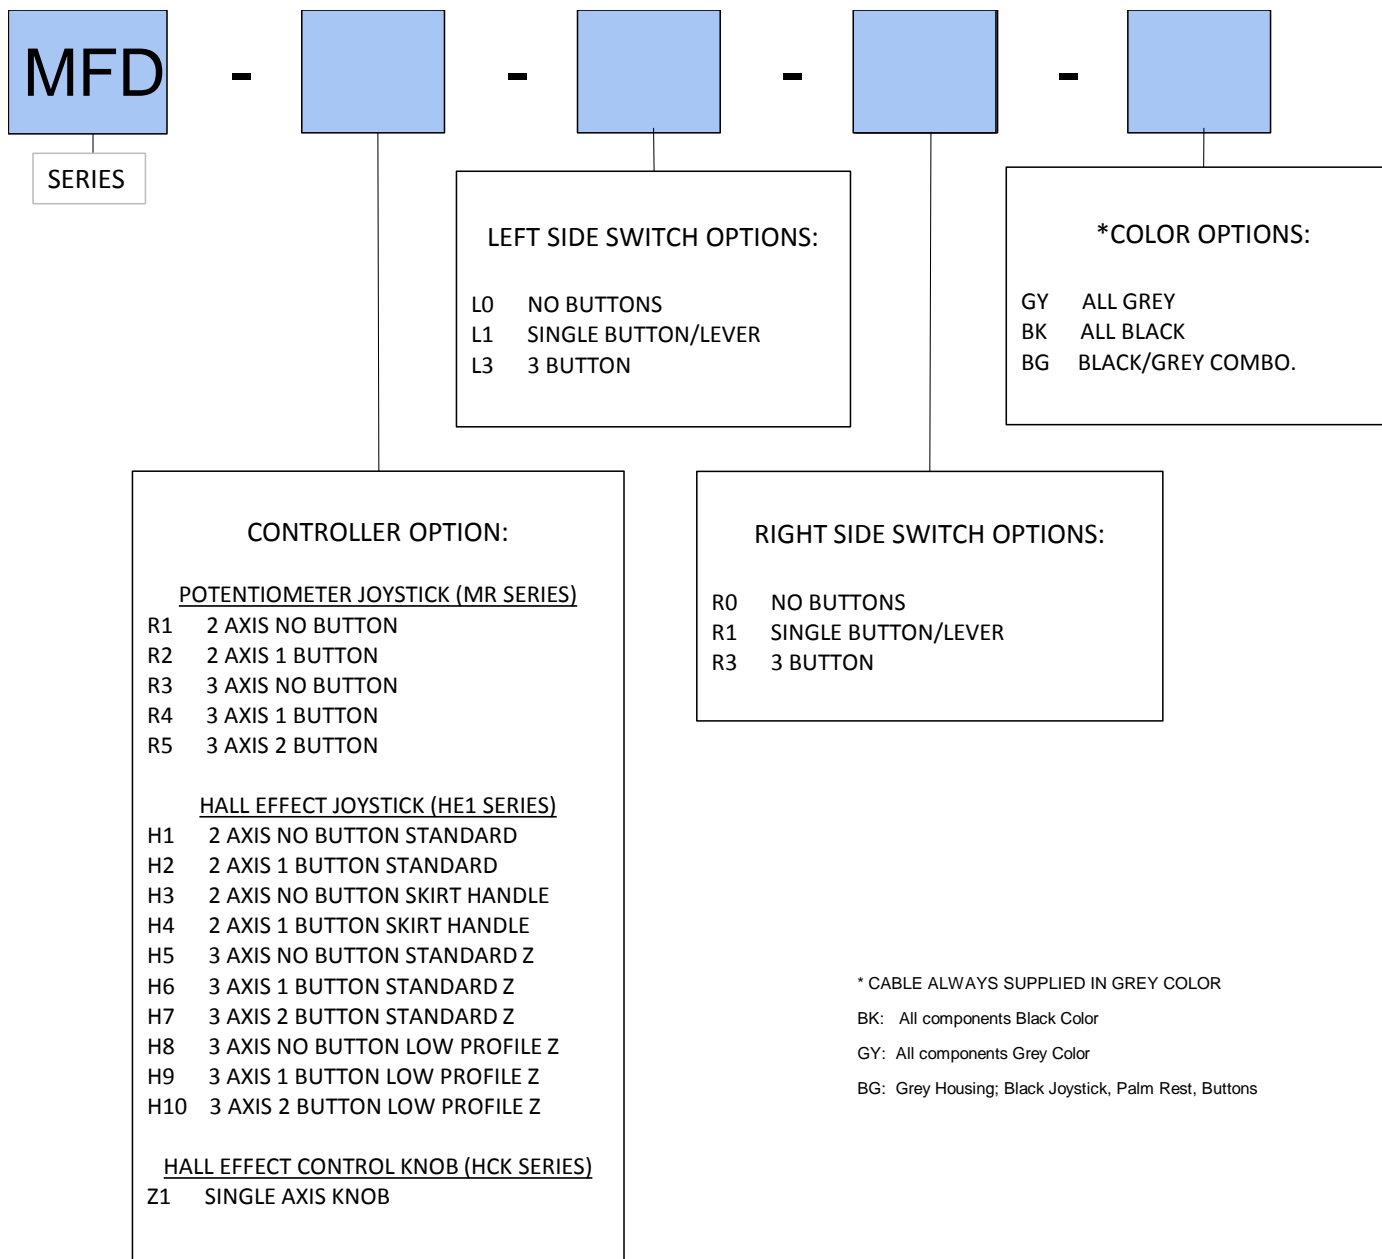 MFD - - - -
SERIES
LEFT SIDE SWITCH OPTIONS:
L0 NO BUTTONS
L1 SINGLE BUTTON/LEVER
L3 3 BUTTON
*COLOR OPTIONS:
GY ALL GREY
BK ALL BLACK
BG BLACK/GREY COMBO.
CONTROLLER OPTION:
POTENTIOMETER JOYSTICK (MR SERIES)
R1 2 AXIS NO BUTTON
R2 2 AXIS 1 BUTTON
R3 3 AXIS NO BUTTON
R4 3 AXIS 1 BUTTON
R5 3 AXIS 2 BUTTON
HALL EFFECT JOYSTICK (HE1 SERIES)
H1 2 AXIS NO BUTTON STANDARD
H2 2 AXIS 1 BUTTON STANDARD
H3 2 AXIS NO BUTTON SKIRT HANDLE
H4 2 AXIS 1 BUTTON SKIRT HANDLE
H5 3 AXIS NO BUTTON STANDARD Z
H6 3 AXIS 1 BUTTON STANDARD Z
H7 3 AXIS 2 BUTTON STANDARD Z
H8 3 AXIS NO BUTTON LOW PROFILE Z
H9 3 AXIS 1 BUTTON LOW PROFILE Z
H10 3 AXIS 2 BUTTON LOW PROFILE Z
HALL EFFECT CONTROL KNOB (HCK SERIES)
Z1 SINGLE AXIS KNOB
RIGHT SIDE SWITCH OPTIONS:
R0 NO BUTTONS
R1 SINGLE BUTTON/LEVER
R3 3 BUTTON
* CABLE ALWAYS SUPPLIED IN GREY COLOR
BK: All components Black Color
GY: All components Grey Color
BG: Grey Housing; Black Joystick, Palm Rest, Buttons